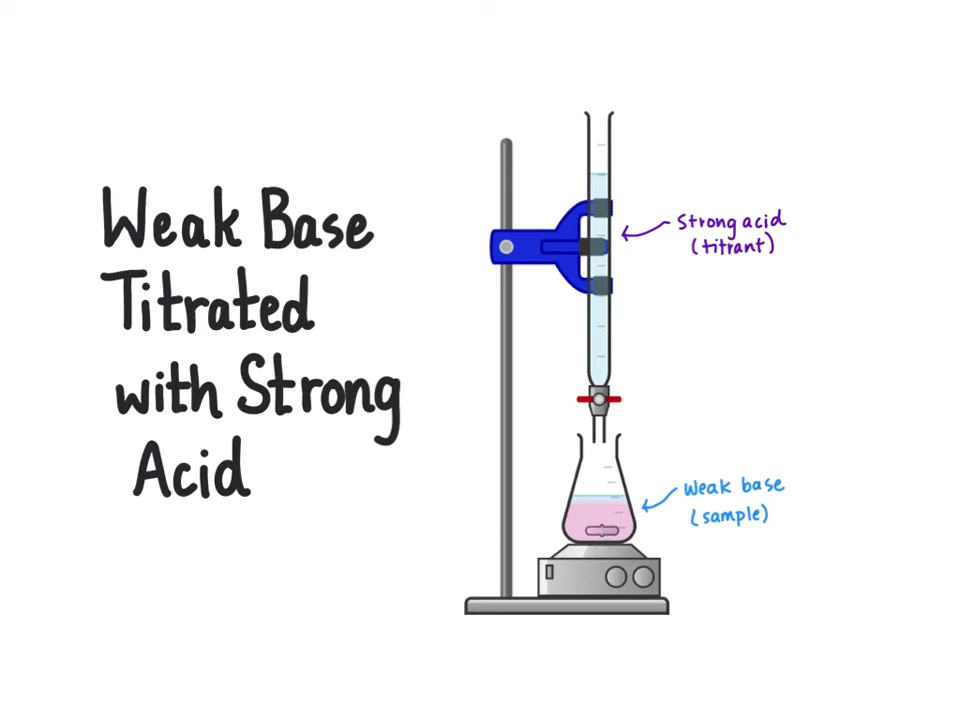 Weak Base
Titrated
with Strong
Acid
Strong acid
(titrant)
Weak base
(sample)